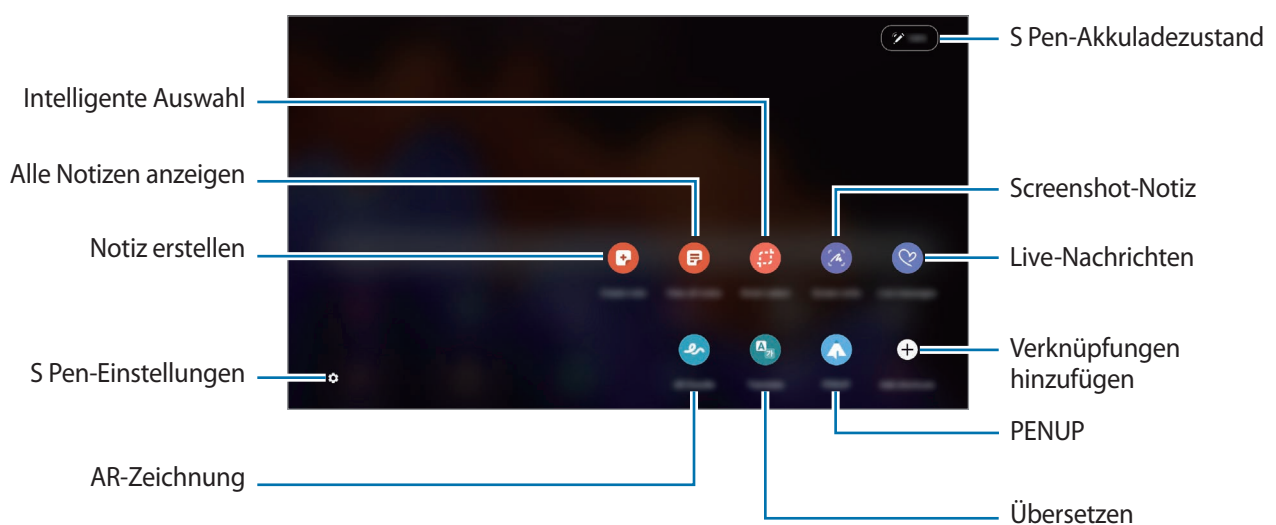 S Pen-Akkuladezustand
Intelligente Auswahl
Alle Notizen anzeigen
Screenshot-Notiz
Notiz erstellen
Live-Nachrichten
Verknüpfungen
hinzufügen
S Pen-Einstellungen
PENUP
AR-Zeichnung
Übersetzen